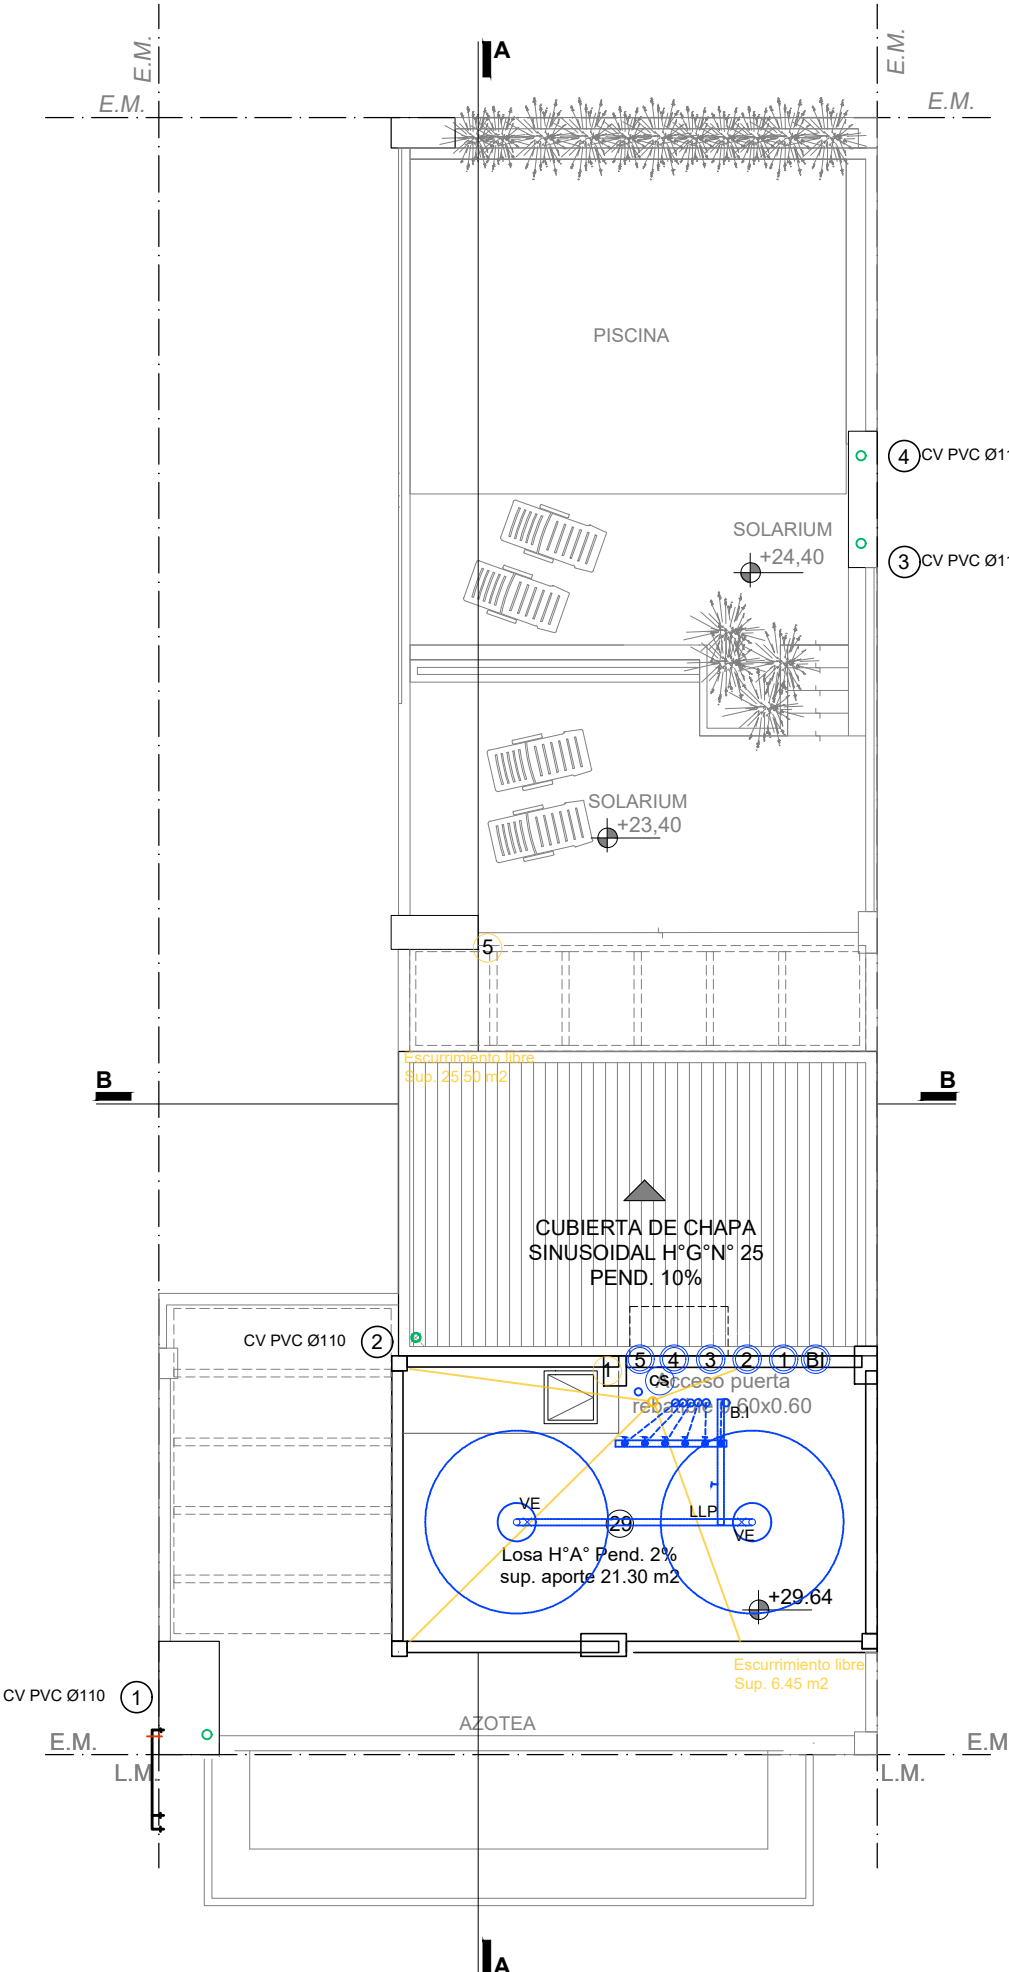 E.M.
E.M.
A
E.M.
E.M.
PISCINA
4
CV PVC Ø11
SOLARIUM
+24,40
3
CV PVC Ø11
SOLARIUM
+23,40
5
Escurrimiento libre
Sup. 25.50 m2
B
B
CUBIERTA DE CHAPA
SINUSOIDAL H°G°N° 25
PEND. 10%
CV PVC Ø110
2
1
5
4
3
2
1
BI
CS
Acceso puerta
rebatible 0.60x0.60
B.I
VE
29
LLP
VE
Losa H°A° Pend. 2%
sup. aporte 21.30 m2
+29.64
Escurrimiento libre
Sup. 6.45 m2
CV PVC Ø110
1
AZOTEA
E.M.
E.M
L.M.
L.M.
A